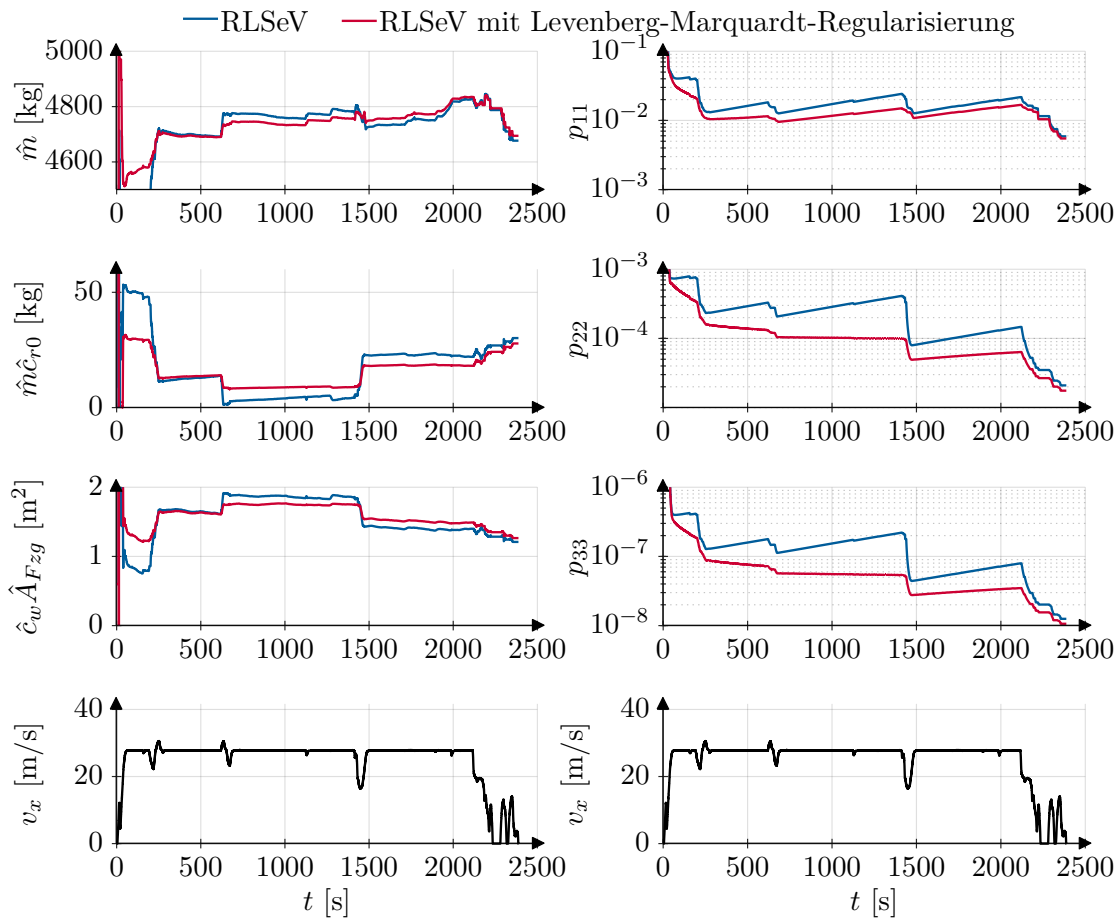 RLSeV RLSeV mit Levenberg-Marquardt-Regularisierung
5000
4800
4600
m̂ [kg]
0 500 1000 1500 2000 2500
10⁻¹
10⁻²
10⁻³
p₁₁
0 500 1000 1500 2000 2500
50
0
m̂ĉᵣ₀ [kg]
0 500 1000 1500 2000 2500
10⁻³
10⁻⁴
p₂₂
0 500 1000 1500 2000 2500
2
1
0
ĉ_w Â_Fzg [m²]
0 500 1000 1500 2000 2500
10⁻⁶
10⁻⁷
10⁻⁸
p₃₃
0 500 1000 1500 2000 2500
40
20
0
vₓ [m/s]
0 500 1000 1500 2000 2500
t [s]
40
20
0
vₓ [m/s]
0 500 1000 1500 2000 2500
t [s]